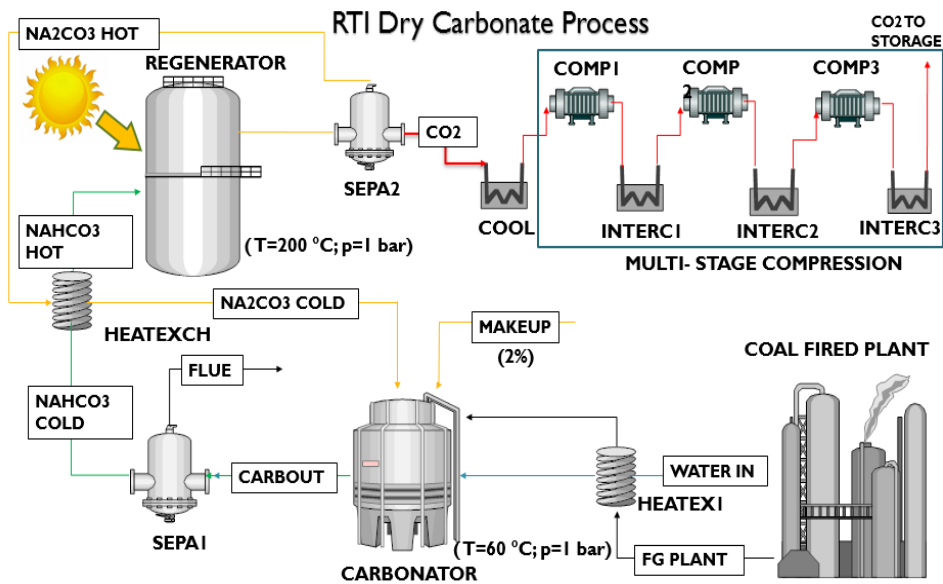 RTI Dry Carbonate Process
NA2CO3 HOT
CO2 TO
STORAGE
REGENERATOR
COMP1
COMP
2
COMP3
CO2
SEPA2
NAHCO3
HOT
COOL
INTERC1
INTERC2
INTERC3
(T=200 ºC; p=1 bar)
MULTI- STAGE COMPRESSION
NA2CO3 COLD
HEATEXCH
MAKEUP
(2%)
COAL FIRED PLANT
FLUE
NAHCO3
COLD
CARBOUT
WATER IN
HEATEX1
SEPA1
(T=60 ºC; p=1 bar)
FG PLANT
CARBONATOR